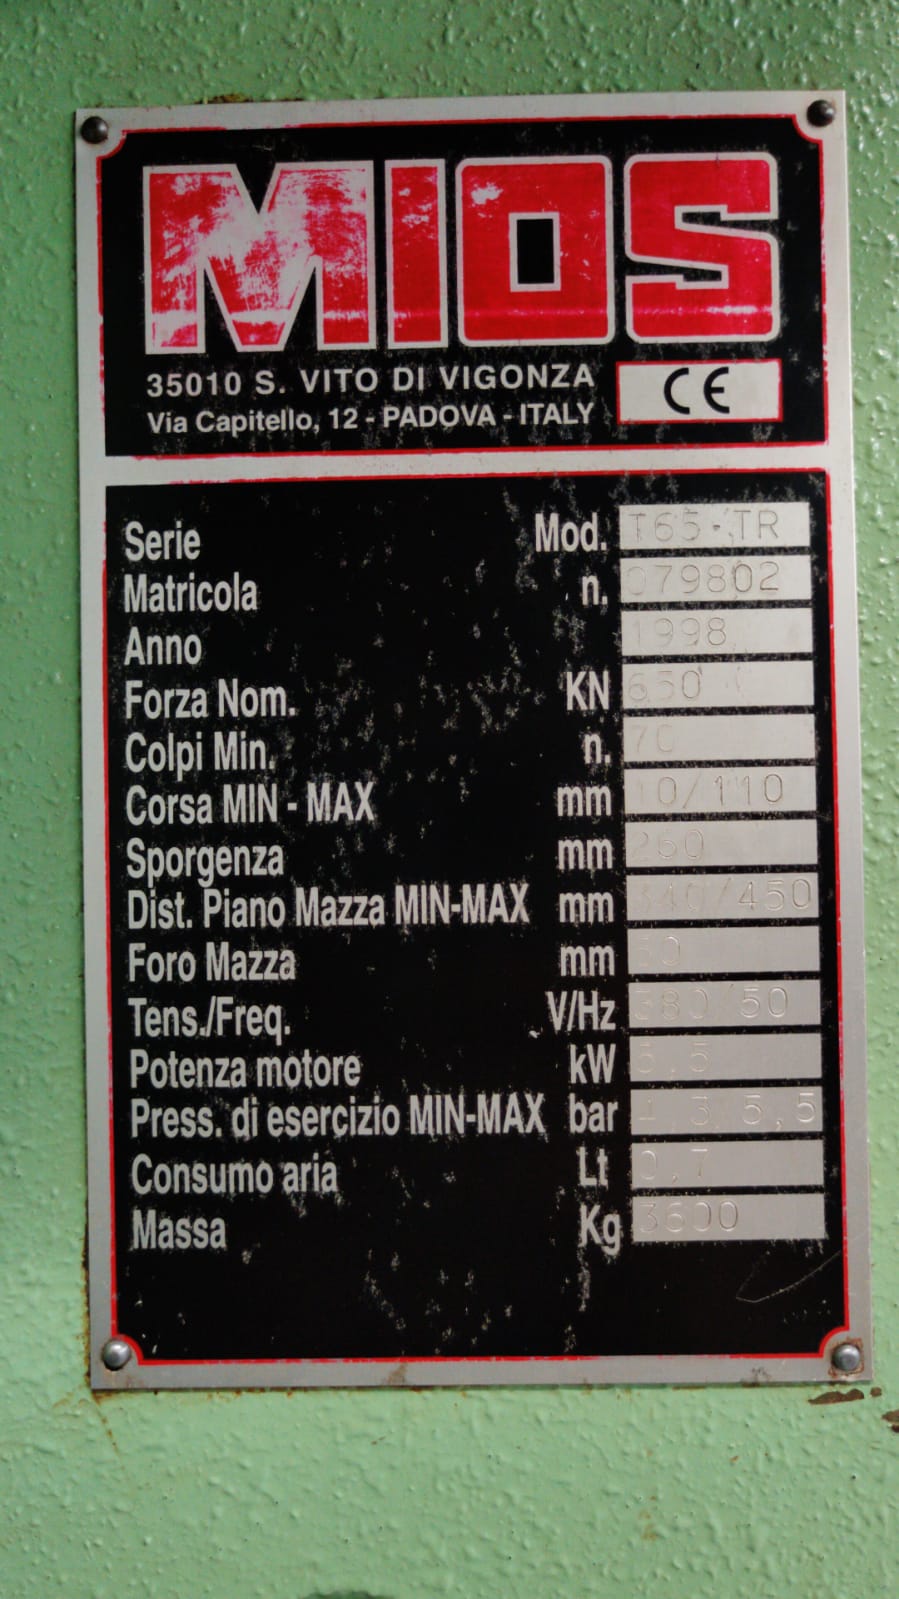 MIOS
35010 S. VITO DI VIGONZA
Via Capitello, 12 - PADOVA - ITALY
CE
Serie Mod. T65-TR
Matricola n. 079802
Anno 1998
Forza Nom. KN 650
Colpi Min. n. 70
Corsa MIN - MAX mm 10/110
Sporgenza mm 260
Dist. Piano Mazza MIN-MAX mm 340/450
Foro Mazza mm
Tens./Freq. V/Hz 380/50
Potenza motore kW 5,5
Press. di esercizio MIN-MAX bar
Consumo aria Lt 0,7
Massa Kg 3600